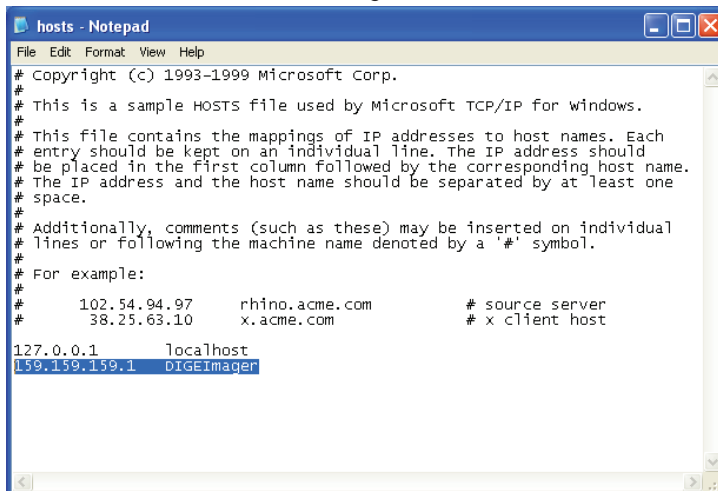 hosts - Notepad
File Edit Format View Help
# Copyright (c) 1993-1999 Microsoft Corp.
#
# This is a sample HOSTS file used by Microsoft TCP/IP for Windows.
#
# This file contains the mappings of IP addresses to host names. Each
# entry should be kept on an individual line. The IP address should
# be placed in the first column followed by the corresponding host name.
# The IP address and the host name should be separated by at least one
# space.
#
# Additionally, comments (such as these) may be inserted on individual
# lines or following the machine name denoted by a '#' symbol.
#
# For example:
#
# 102.54.94.97 rhino.acme.com # source server
# 38.25.63.10 x.acme.com # x client host
127.0.0.1 localhost
159.159.159.1 DIGEImager